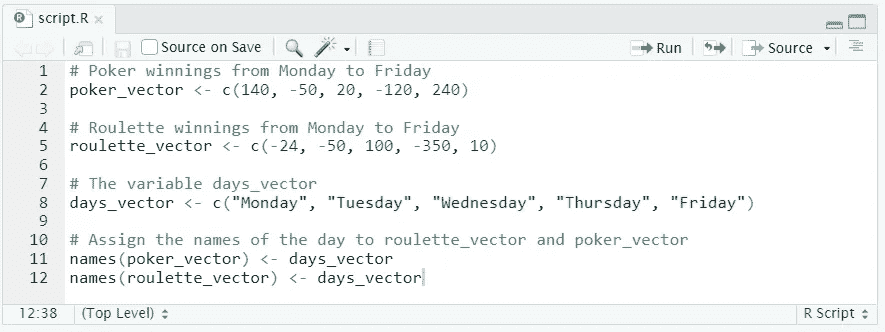 script.R
Source on Save
Run
Source
1 # Poker winnings from Monday to Friday
2 poker_vector <- c(140, -50, 20, -120, 240)
3
4 # Roulette winnings from Monday to Friday
5 roulette_vector <- c(-24, -50, 100, -350, 10)
6
7 # The variable days_vector
8 days_vector <- c("Monday", "Tuesday", "Wednesday", "Thursday", "Friday")
9
10 # Assign the names of the day to roulette_vector and poker_vector
11 names(poker_vector) <- days_vector
12 names(roulette_vector) <- days_vector
12:38 (Top Level) R Script